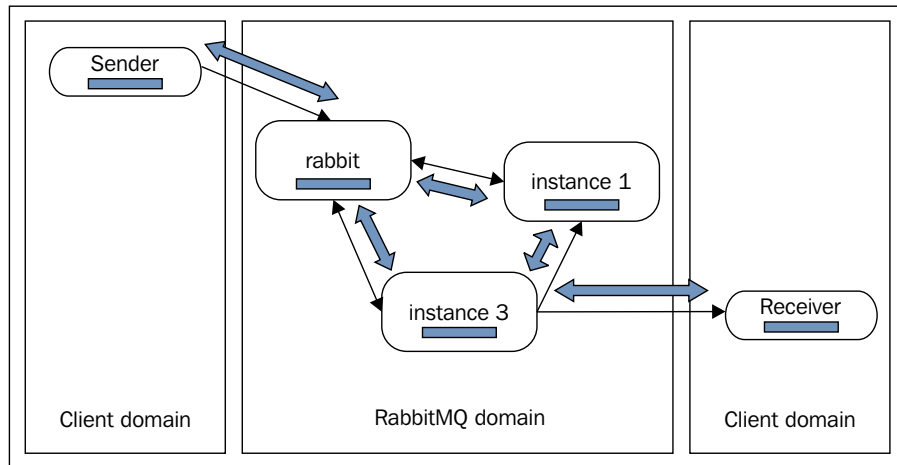 Sender
rabbit
instance 1
instance 3
Receiver
Client domain
RabbitMQ domain
Client domain